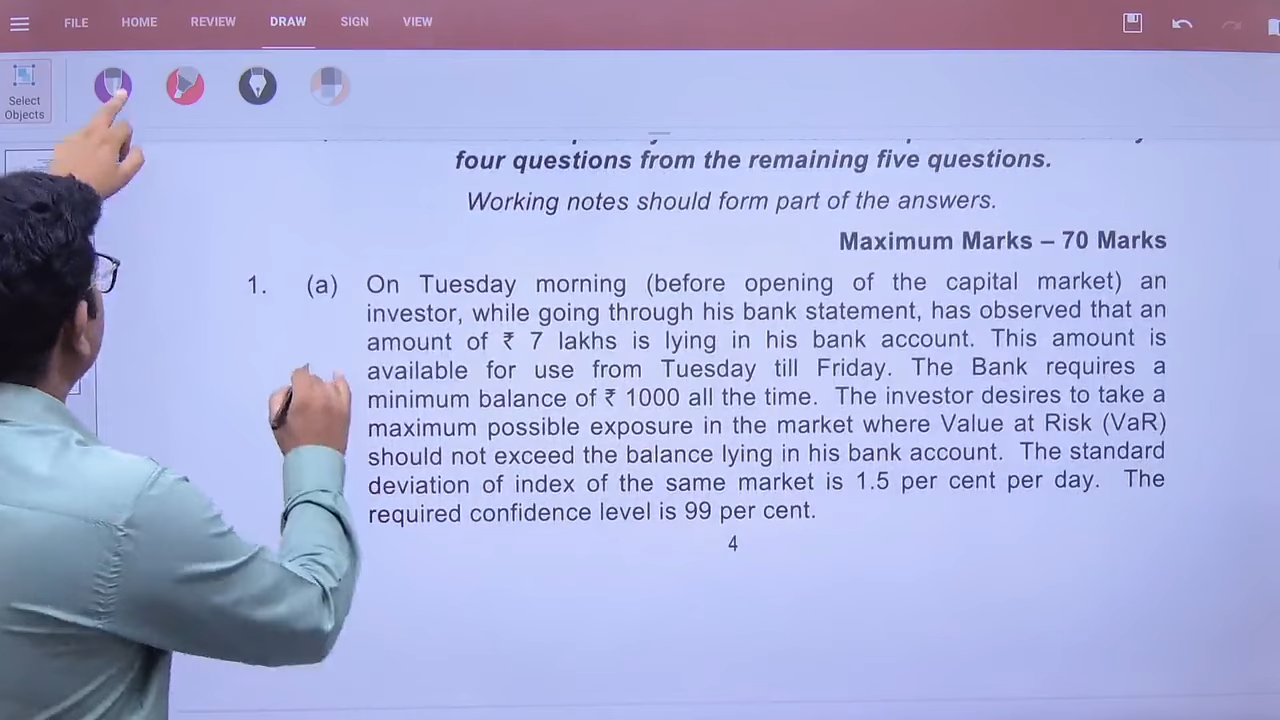 FILE HOME REVIEW DRAW SIGN VIEW
Select
Objects
four questions from the remaining five questions.
Working notes should form part of the answers.
Maximum Marks – 70 Marks
1. (a) On Tuesday morning (before opening of the capital market) an
investor, while going through his bank statement, has observed that an
amount of ₹ 7 lakhs is lying in his bank account. This amount is
available for use from Tuesday till Friday. The Bank requires a
minimum balance of ₹ 1000 all the time. The investor desires to take a
maximum possible exposure in the market where Value at Risk (VaR)
should not exceed the balance lying in his bank account. The standard
deviation of index of the same market is 1.5 per cent per day. The
required confidence level is 99 per cent.
4